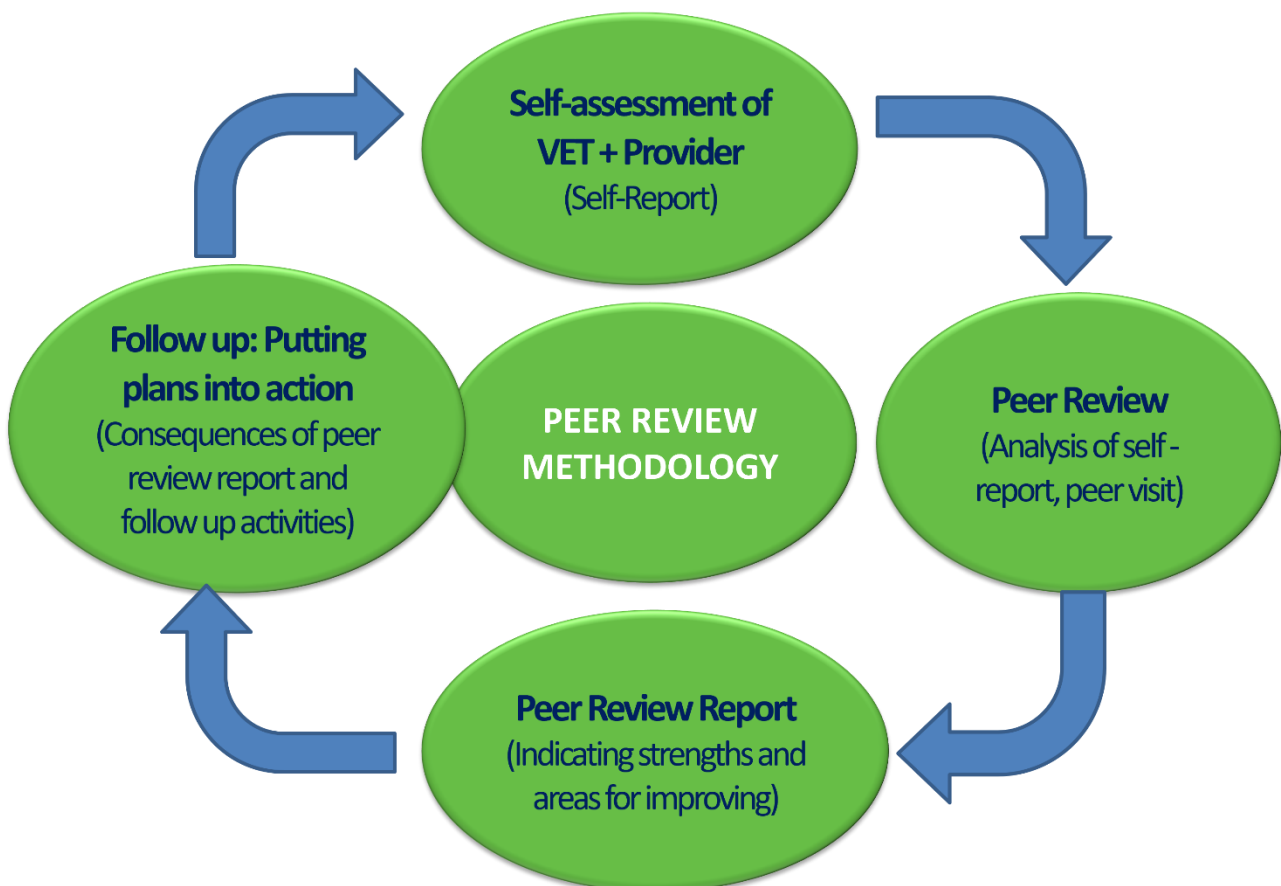 Self-assessment of
VET + Provider
(Self-Report)
Peer Review
(Analysis of self -
report, peer visit)
Peer Review Report
(Indicating strengths and
areas for improving)
Follow up: Putting
plans into action
(Consequences of peer
review report and
follow up activities)
PEER REVIEW
METHODOLOGY